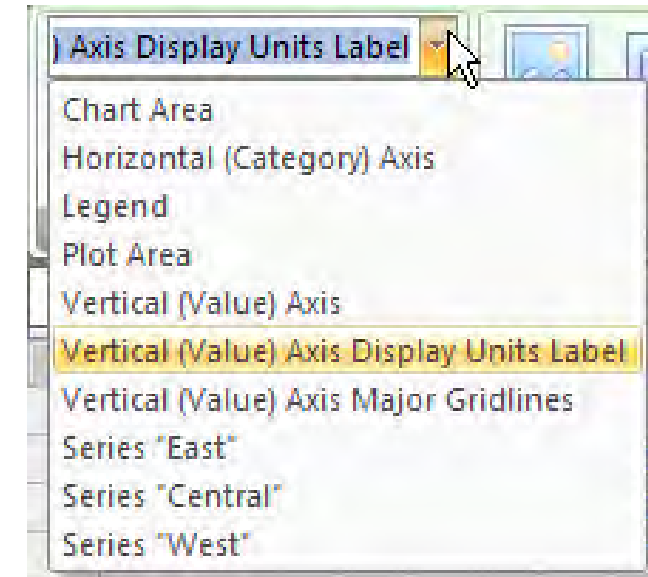 ) Axis Display Units Label
Chart Area
Horizontal (Category) Axis
Legend
Plot Area
Vertical (Value) Axis
Vertical (Value) Axis Display Units Label
Vertical (Value) Axis Major Gridlines
Series "East"
Series "Central"
Series "West"